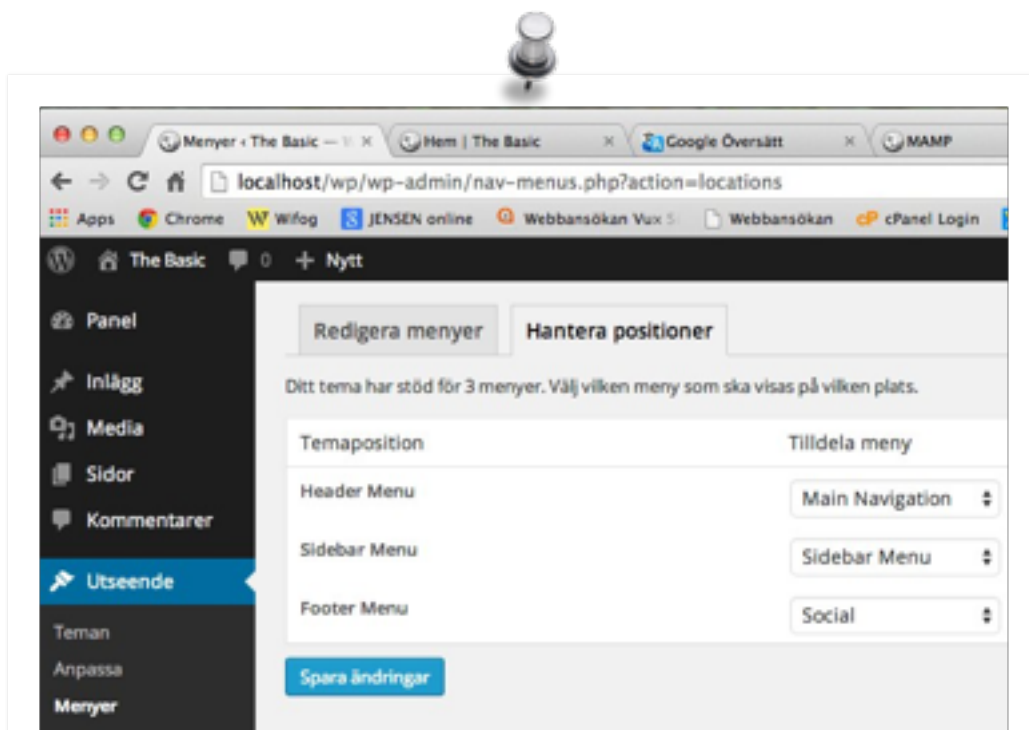 Menyer ‹ The Basic — Hem | The Basic Google Översätt MAMP
localhost/wp/wp-admin/nav-menus.php?action=locations
Apps Chrome Wifog JENSEN online Webbansökan Vux Webbansökan cPanel Login
The Basic 0 + Nytt
Panel
Inlägg
Media
Sidor
Kommentarer
Utseende
Teman
Anpassa
Menyer
Redigera menyer Hantera positioner
Ditt tema har stöd för 3 menyer. Välj vilken meny som ska visas på vilken plats.
Temaposition Tilldela meny
Header Menu Main Navigation
Sidebar Menu Sidebar Menu
Footer Menu Social
Spara ändringar